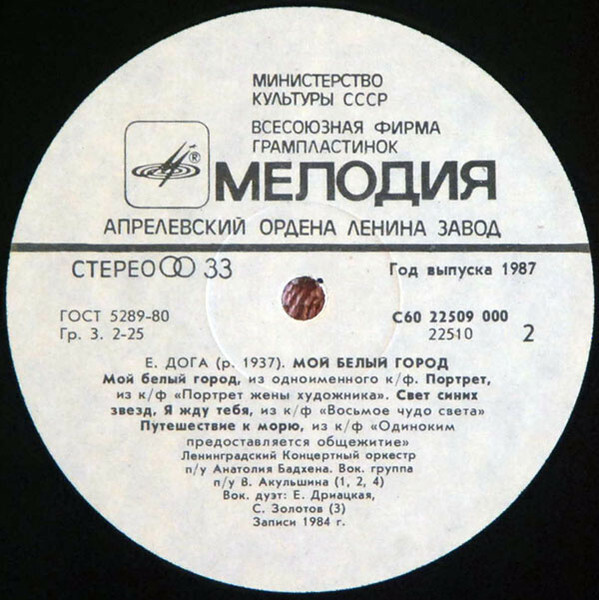 МИНИСТЕРСТВО
КУЛЬТУРЫ СССР
ВСЕСОЮЗНАЯ ФИРМА
ГРАМПЛАСТИНОК
®
МЕЛОДИЯ
АПРЕЛЕВСКИЙ ОРДЕНА ЛЕНИНА ЗАВОД
СТЕРЕО 33 Год выпуска 1987
ГОСТ 5289-80 С60 22509 000
Гр. 3. 2-25 22510 2
Е. ДОГА (р. 1937). МОЙ БЕЛЫЙ ГОРОД
Мой белый город, из одноименного к/ф. Портрет,
из к/ф «Портрет жены художника». Свет синих
звезд, Я жду тебя, из к/ф «Восьмое чудо света»
Путешествие к морю, из к/ф «Одиноким
предоставляется общежитие»
Ленинградский Концертный оркестр
п/у Анатолия Бадхена. Вок. группа
п/у В. Акульшина (1, 2, 4)
Вок. дуэт: Е. Дриацкая,
С. Золотов (3)
Записи 1984 г.